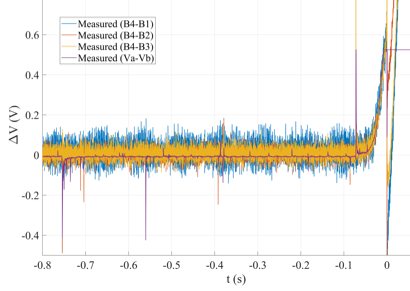 Measured (B4-B1)
Measured (B4-B2)
Measured (B4-B3)
Measured (Va-Vb)
ΔV (V)
0.6
0.4
0.2
0
-0.2
-0.4
-0.8
-0.7
-0.6
-0.5
-0.4
-0.3
-0.2
-0.1
0
t (s)